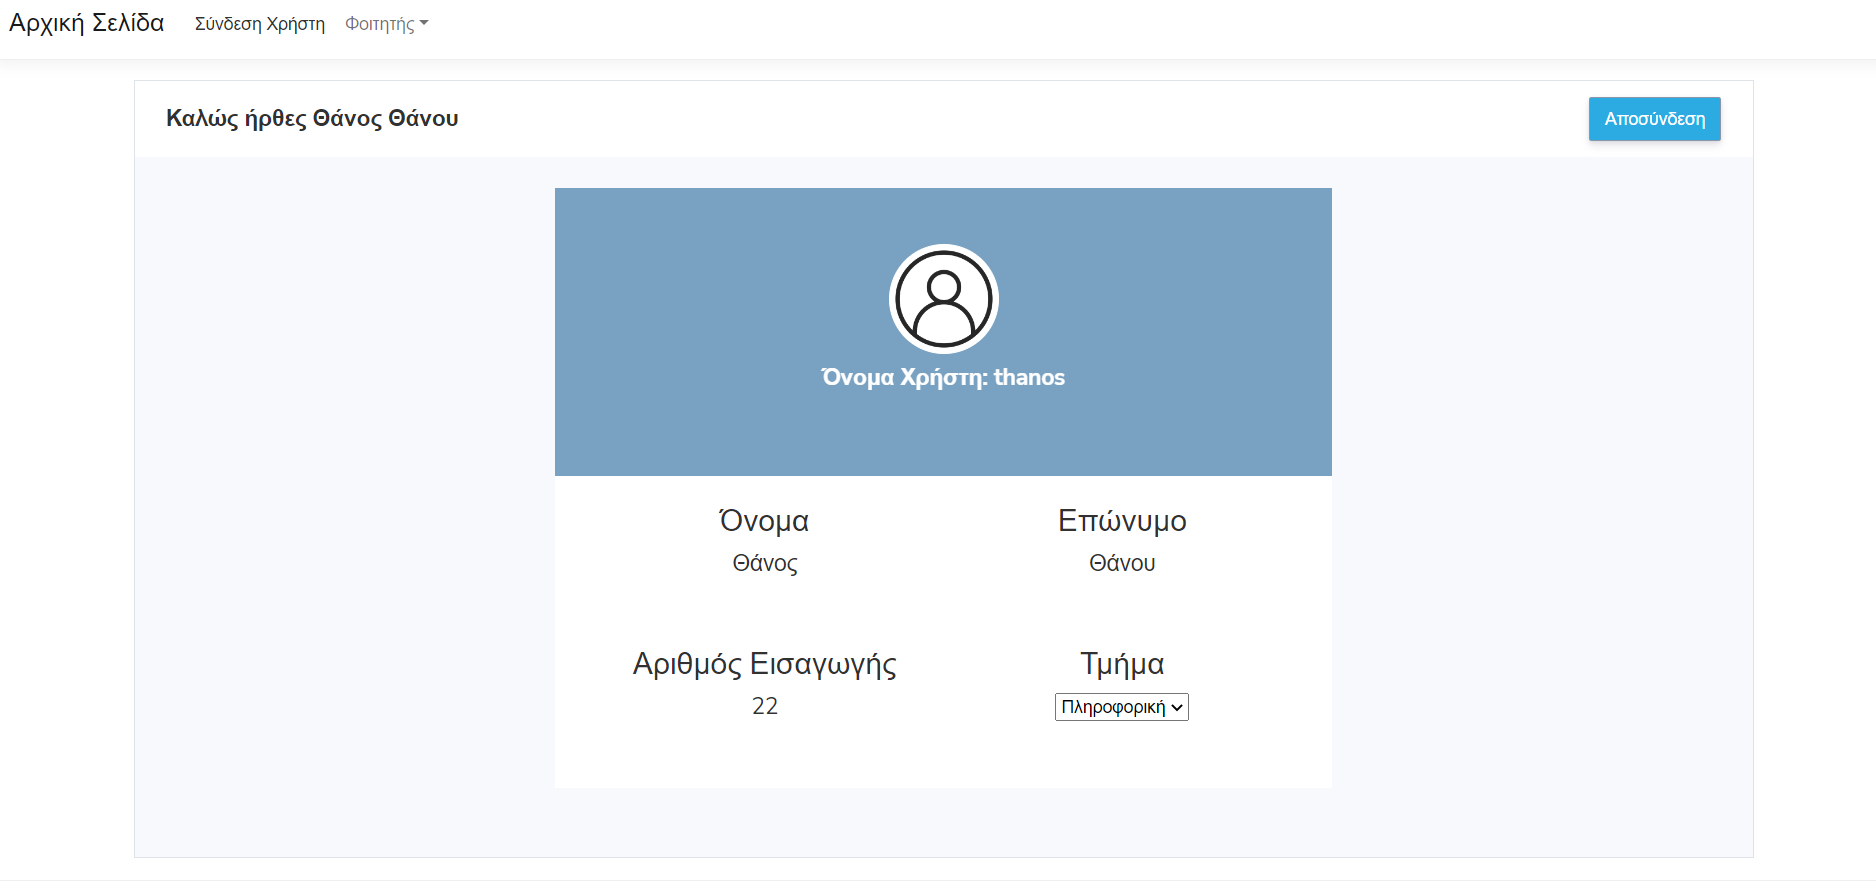 Αρχική Σελίδα Σύνδεση Χρήστη Φοιτητής
Καλώς ήρθες Θάνος Θάνου Αποσύνδεση
Όνομα Χρήστη: thanos
Όνομα Επώνυμο
Θάνος Θάνου
Αριθμός Εισαγωγής Τμήμα
22 Πληροφορική